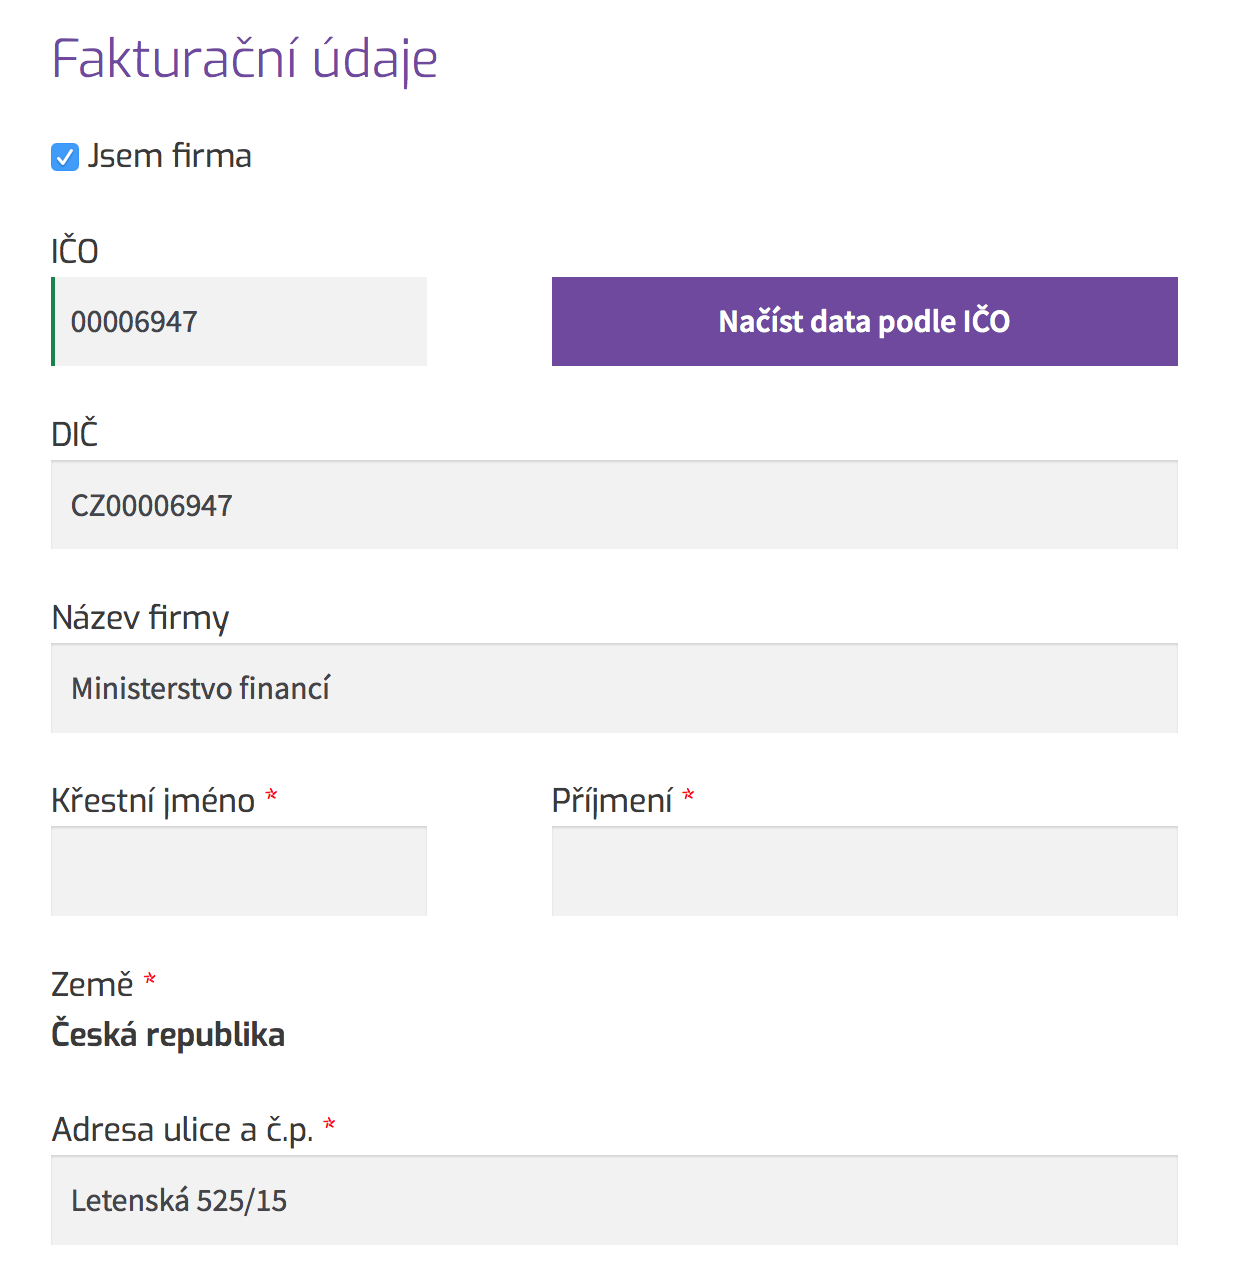 Fakturační údaje
Jsem firma
IČO
00006947
Načíst data podle IČO
DIČ
CZ00006947
Název firmy
Ministerstvo financí
Křestní jméno *
Příjmení *
Země *
Česká republika
Adresa ulice a č.p. *
Letenská 525/15